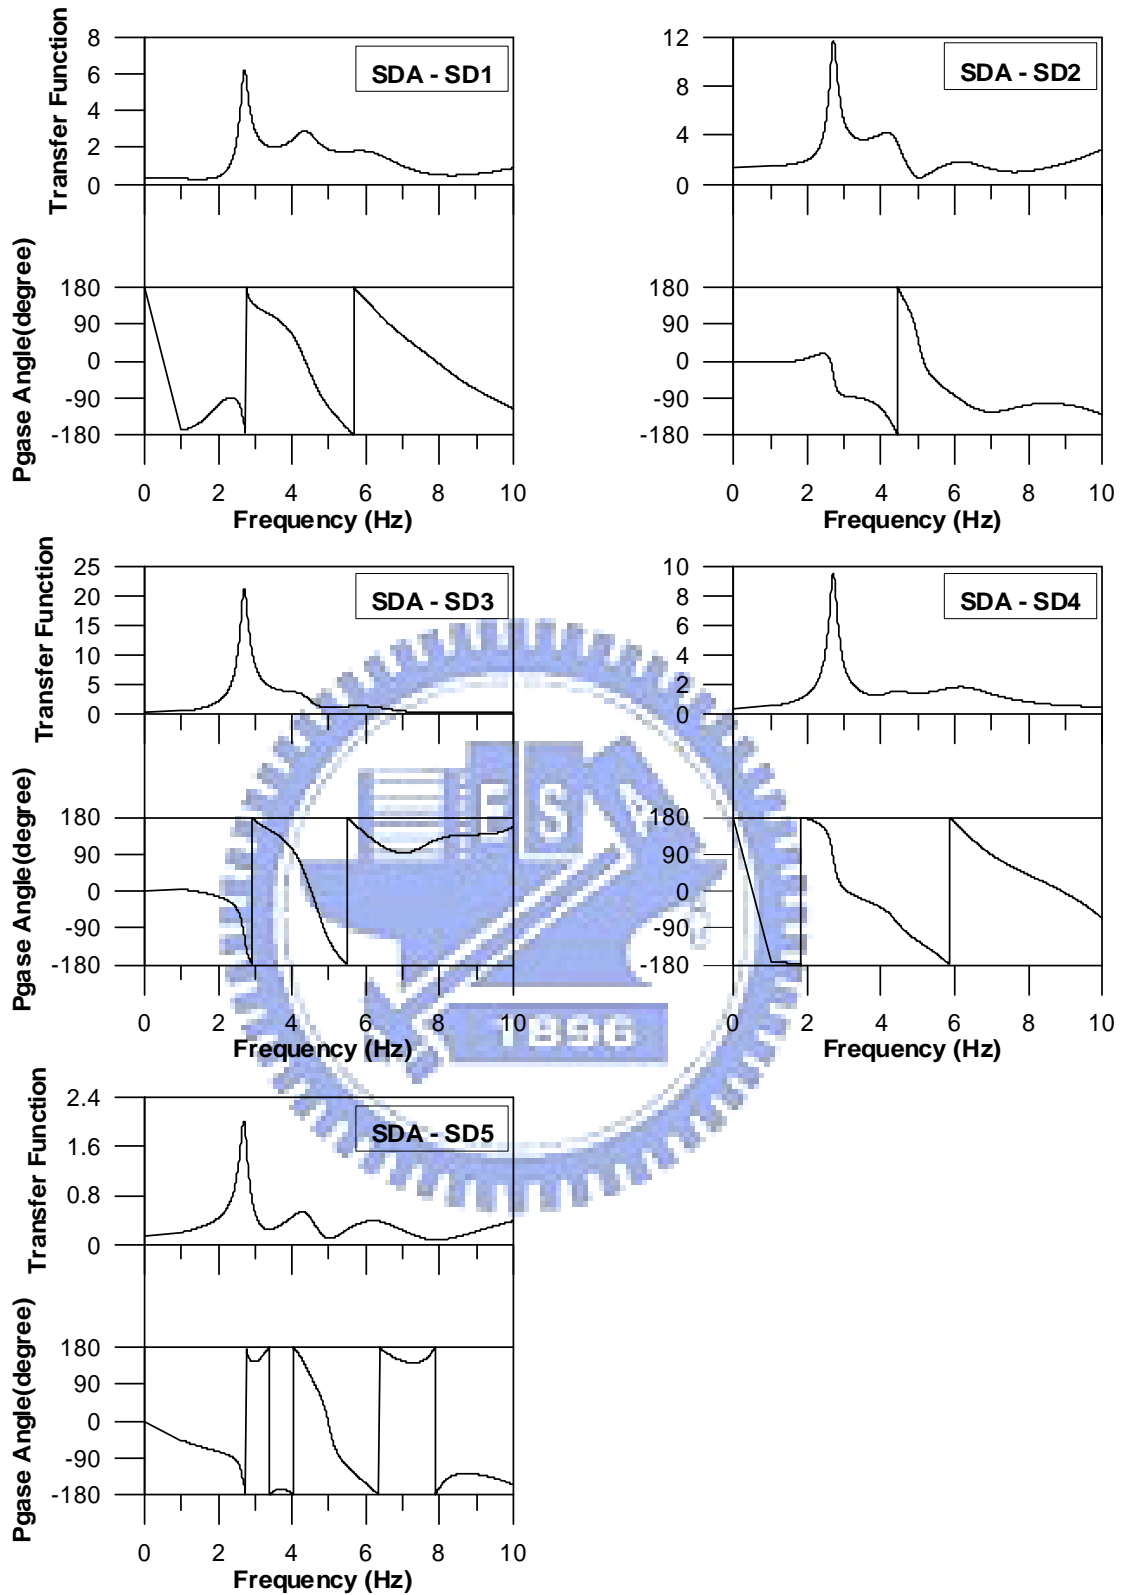 Transfer Function
8
6
4
2
0
SDA - SD1
Pgase Angle(degree)
180
90
0
-90
-180
0 2 4 6 8 10
Frequency (Hz)
12
8
4
0
SDA - SD2
180
90
0
-90
-180
0 2 4 6 8 10
Frequency (Hz)
Transfer Function
25
20
15
10
5
0
SDA - SD3
Pgase Angle(degree)
180
90
0
-90
-180
0 2 4 6 8 10
Frequency (Hz)
10
8
6
4
2
0
SDA - SD4
180
90
0
-90
-180
0 2 4 6 8 10
Frequency (Hz)
E S A
1896
Transfer Function
2.4
1.6
0.8
0
SDA - SD5
Pgase Angle(degree)
180
90
0
-90
-180
0 2 4 6 8 10
Frequency (Hz)